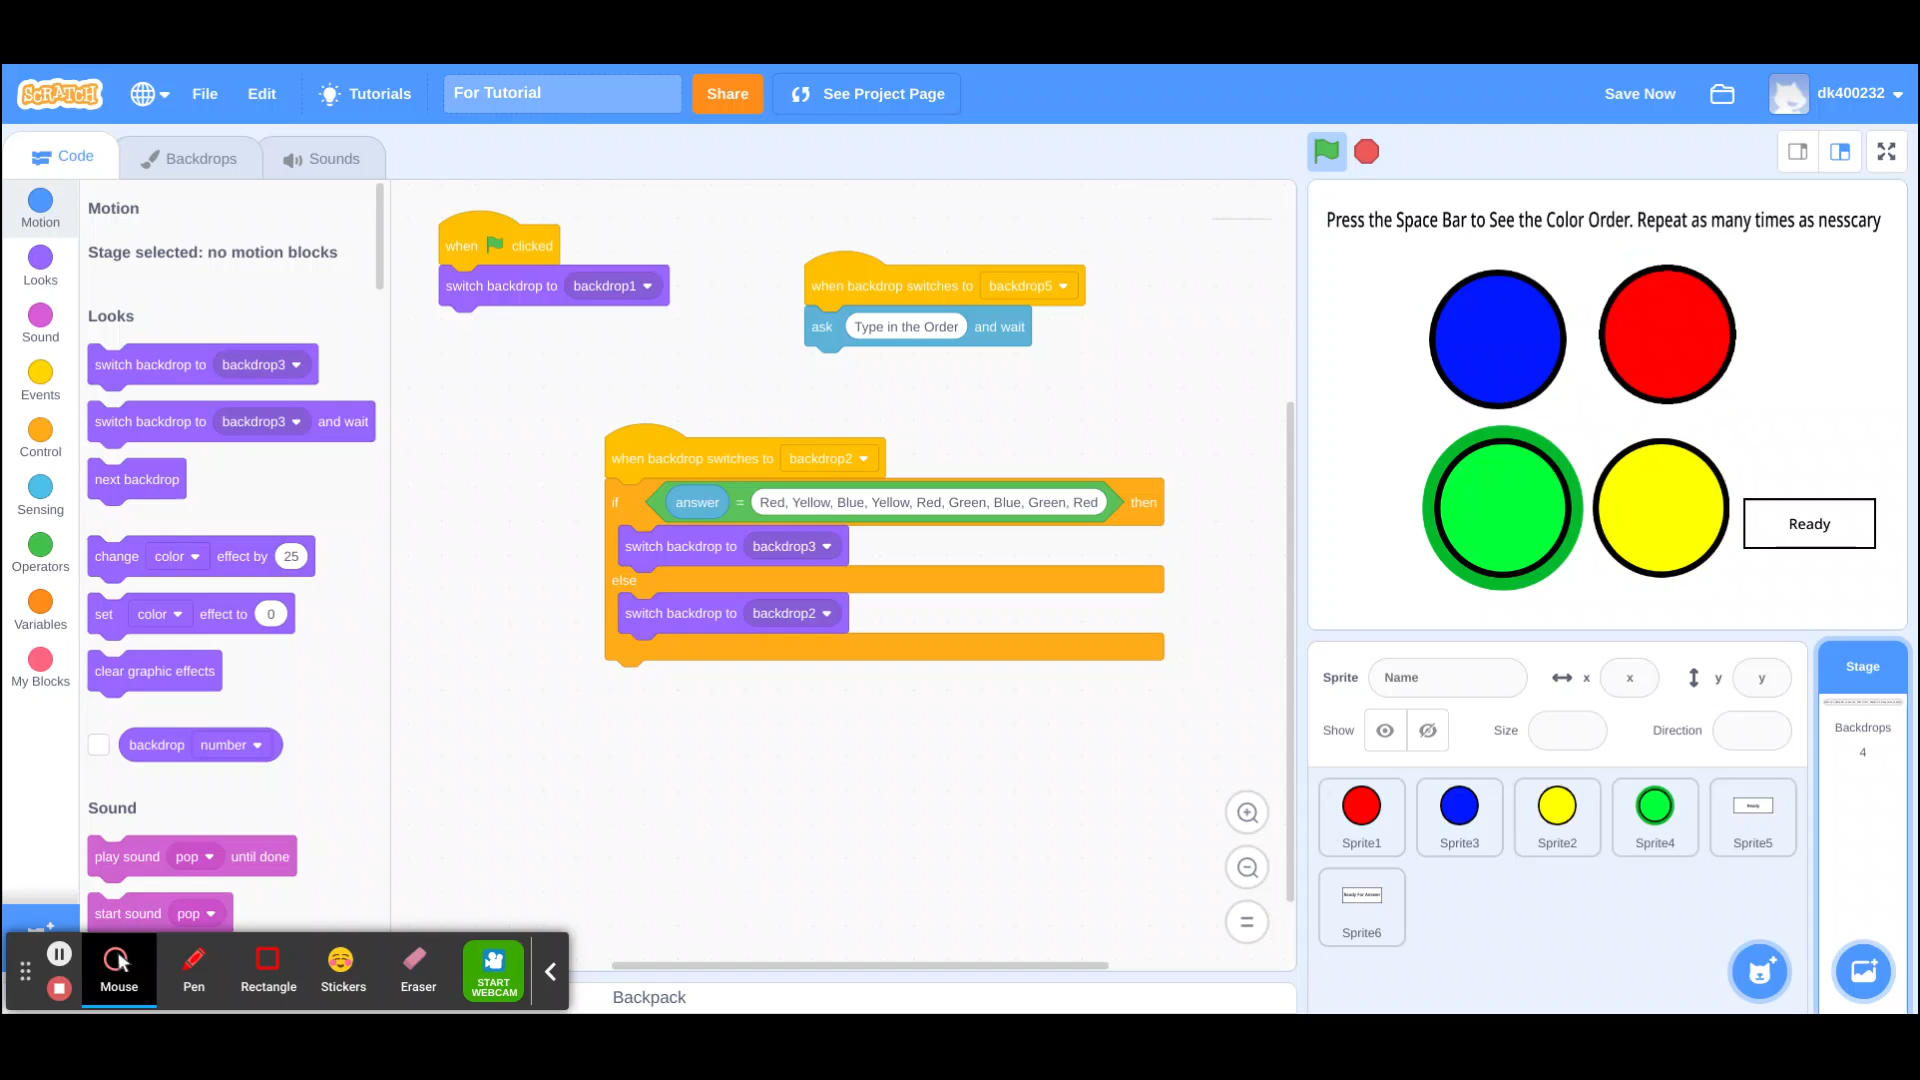 SCRATCH
File
Edit
Tutorials
For Tutorial
Share
See Project Page
Save Now
dk400232
Code
Backdrops
Sounds
Motion
Looks
Sound
Events
Control
Sensing
Operators
Variables
My Blocks
Motion
Stage selected: no motion blocks
Looks
switch backdrop to backdrop3
switch backdrop to backdrop3 and wait
next backdrop
change color effect by 25
set color effect to 0
clear graphic effects
backdrop number
Sound
play sound pop until done
start sound pop
when clicked
switch backdrop to backdrop1
when backdrop switches to backdrop5
ask Type in the Order and wait
when backdrop switches to backdrop2
if answer = Red, Yellow, Blue, Yellow, Red, Green, Blue, Green, Red then
switch backdrop to backdrop3
else
switch backdrop to backdrop2
Press the Space Bar to See the Color Order. Repeat as many times as nesscary
Ready
Sprite Name x x y y
Show Size Direction
Stage
Backdrops
4
Sprite1
Sprite3
Sprite2
Sprite4
Ready
Sprite5
Ready For Answer
Sprite6
Mouse
Pen
Rectangle
Stickers
Eraser
START
WEBCAM
Backpack